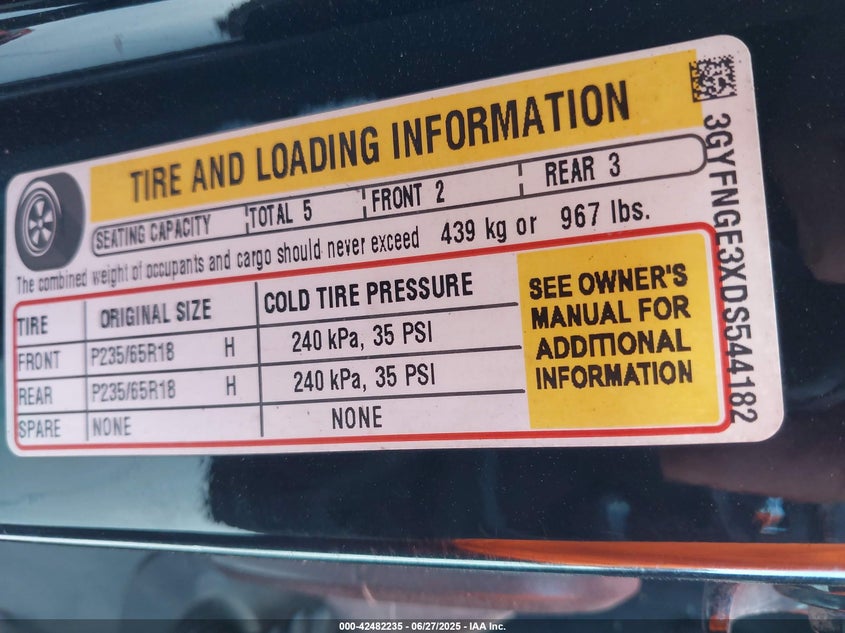 TIRE AND LOADING INFORMATION
SEATING CAPACITY TOTAL 5 FRONT 2 REAR 3
The combined weight of occupants and cargo should never exceed 439 kg or 967 lbs.
TIRE ORIGINAL SIZE COLD TIRE PRESSURE
FRONT P235/65R18 H 240 kPa, 35 PSI
REAR P235/65R18 H 240 kPa, 35 PSI
SPARE NONE NONE
SEE OWNER'S
MANUAL FOR
ADDITIONAL
INFORMATION
3GYFNGE3XDS544182
000-42482235 - 06/27/2025 - IAA Inc.